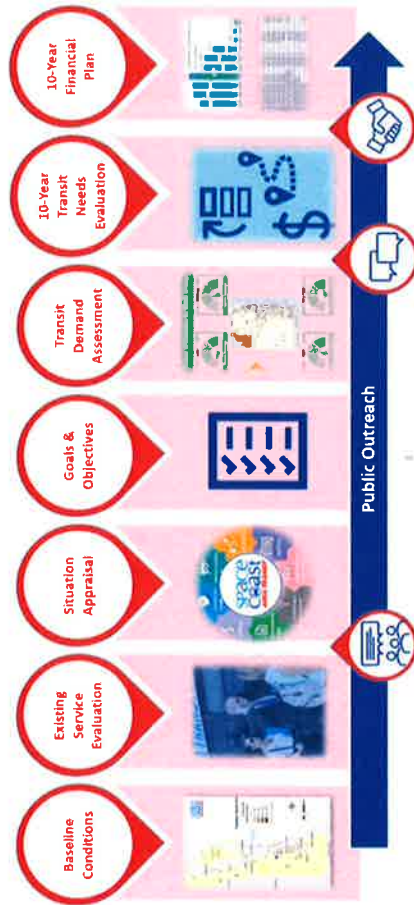 Baseline
Conditions
Existing
Service
Evaluation
Situation
Appraisal
Goals &
Objectives
Transit
Demand
Assessment
10-Year
Transit
Needs
Evaluation
10-Year
Financial
Plan
space
Coast
$
Public Outreach